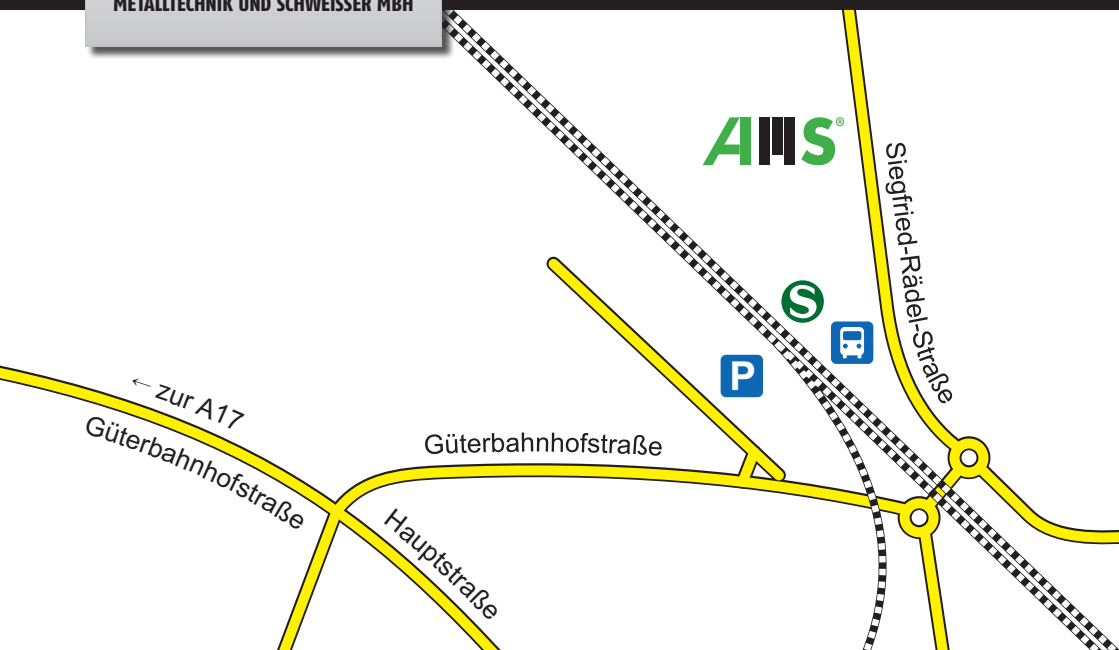 METALLTECHNIK UND SCHWEISSER MBH
AMS®
Siegfried-Rädel-Straße
S
P
← zur A17
Güterbahnhofstraße
Güterbahnhofstraße
Hauptstraße